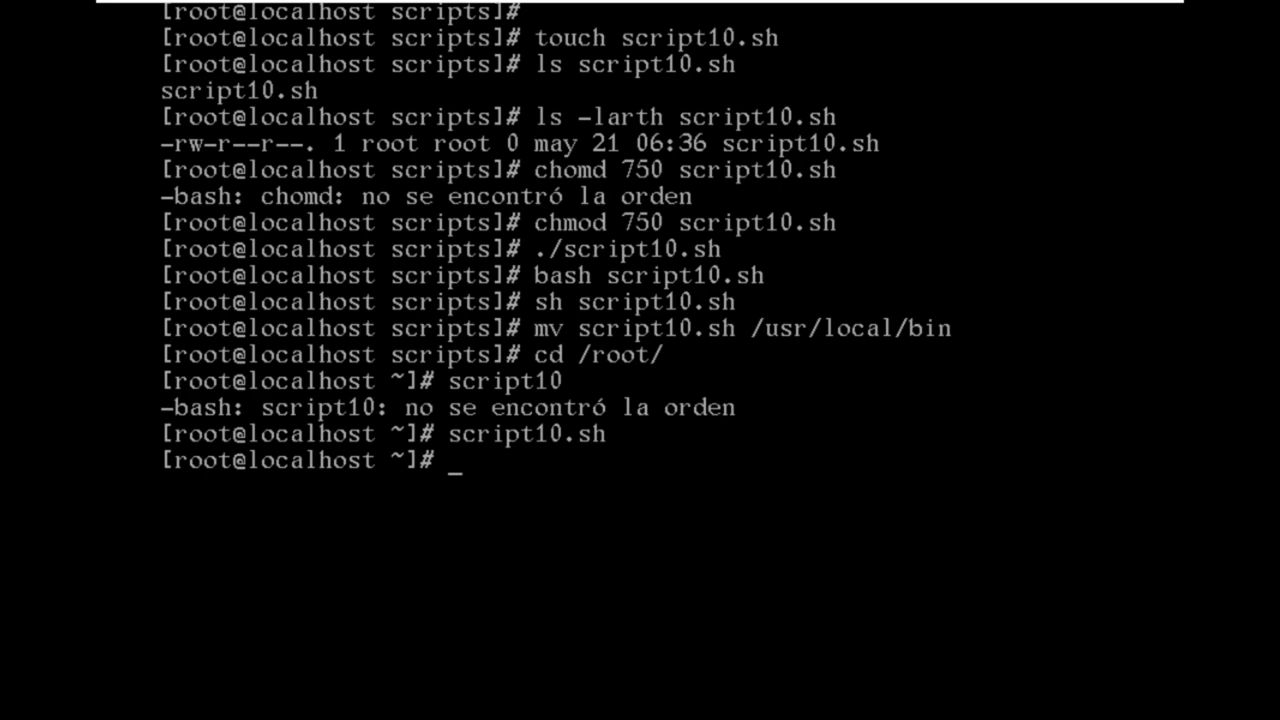 [root@localhost scripts]#
[root@localhost scripts]# touch script10.sh
[root@localhost scripts]# ls script10.sh
script10.sh
[root@localhost scripts]# ls -larth script10.sh
-rw-r--r--. 1 root root 0 may 21 06:36 script10.sh
[root@localhost scripts]# chomd 750 script10.sh
-bash: chomd: no se encontró la orden
[root@localhost scripts]# chmod 750 script10.sh
[root@localhost scripts]# ./script10.sh
[root@localhost scripts]# bash script10.sh
[root@localhost scripts]# sh script10.sh
[root@localhost scripts]# mv script10.sh /usr/local/bin
[root@localhost scripts]# cd /root/
[root@localhost ~]# script10
-bash: script10: no se encontró la orden
[root@localhost ~]# script10.sh
[root@localhost ~]# _